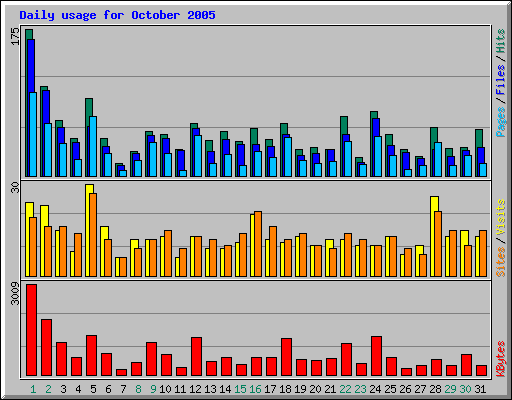 Daily usage for October 2005
175
Pages / Files / Hits
30
Sites / Visits
3009
KBytes
1 2 3 4 5 6 7 8 9 10 11 12 13 14 15 16 17 18 19 20 21 22 23 24 25 26 27 28 29 30 31